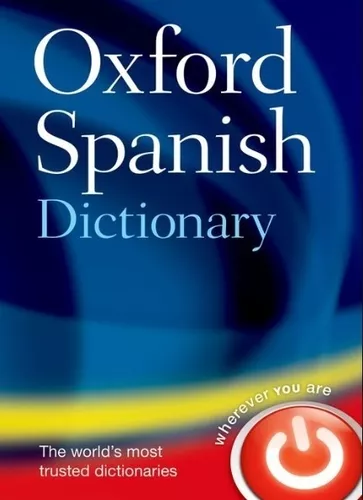 Oxford
Spanish
Dictionary
wherever YOU are
The world's most
trusted dictionaries